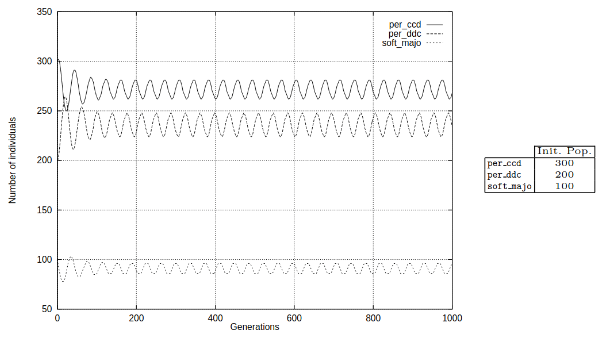 350
300
250
200
150
100
50
0
200
400
600
800
1000
Number of individuals
Generations
per_ccd
per_ddc
soft_majo
Init. Pop.
per_ccd 300
per_ddc 200
soft_majo 100